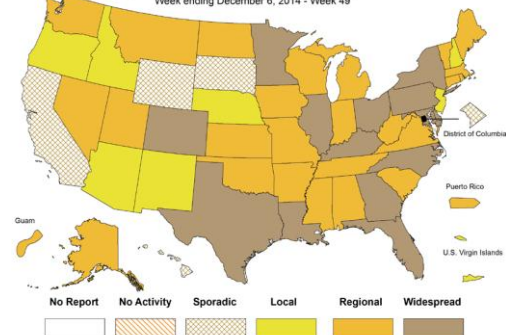 Week ending December 6, 2014 - Week 49
District of Columbia
Puerto Rico
Guam
U.S. Virgin Islands
No Report No Activity Sporadic Local Regional Widespread